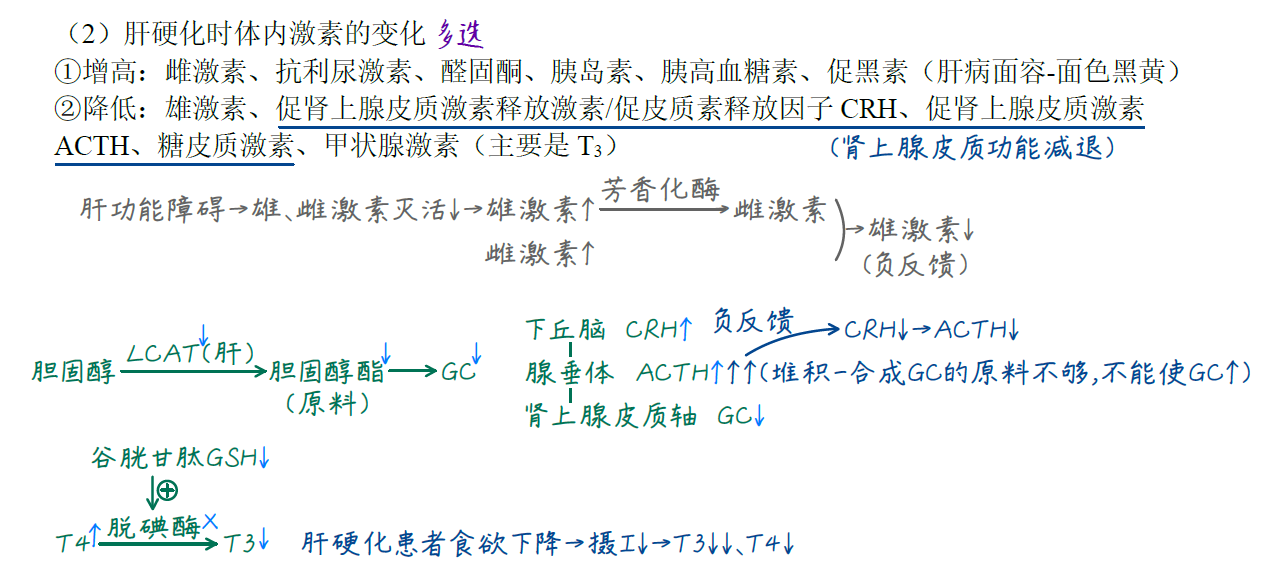 （2）肝硬化时体内激素的变化 多选
①增高：雌激素、抗利尿激素、醛固酮、胰岛素、胰高血糖素、促黑素（肝病面容-面色黑黄）
②降低：雄激素、促肾上腺皮质激素释放激素/促皮质素释放因子 CRH、促肾上腺皮质激素
ACTH、糖皮质激素、甲状腺激素（主要是 T₃） （肾上腺皮质功能减退）
芳香化酶
肝功能障碍→雄、雌激素灭活↓→雄激素↑→雌激素
→雄激素↓
雌激素↑
（负反馈）
下丘脑 CRH↑ 负反馈 CRH↓→ACTH↓
LCAT↓(肝)
胆固醇→胆固醇酯↓→GC↓
（原料）
腺垂体 ACTH↑↑↑(堆积-合成GC的原料不够,不能使GC↑)
肾上腺皮质轴 GC↓
谷胱甘肽GSH↓
↓⊕
脱碘酶×
T4↑→T3↓ 肝硬化患者食欲下降→摄I↓→T3↓↓、T4↓